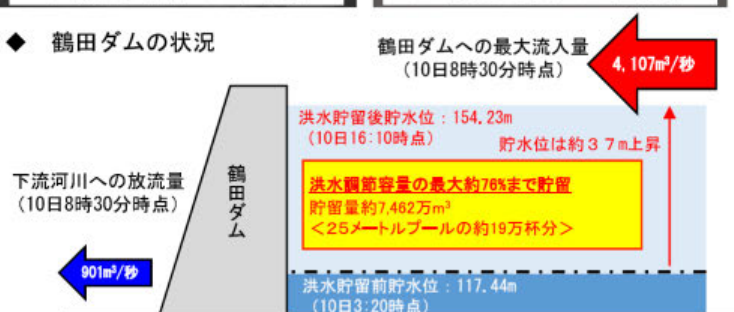 ◆ 鶴田ダムの状況
鶴田ダムへの最大流入量
(10日8時30分時点)
4,107m³/秒
洪水貯留後貯水位:154.23m
(10日16:10時点)
貯水位は約37m上昇
下流河川への放流量
(10日8時30分時点)
鶴田ダム
洪水調節容量の最大約76%まで貯留
貯留量約7,462万m³
<25メートルプールの約19万杯分>
901m³/秒
洪水貯留前貯水位:117.44m
(10日3:20時点)